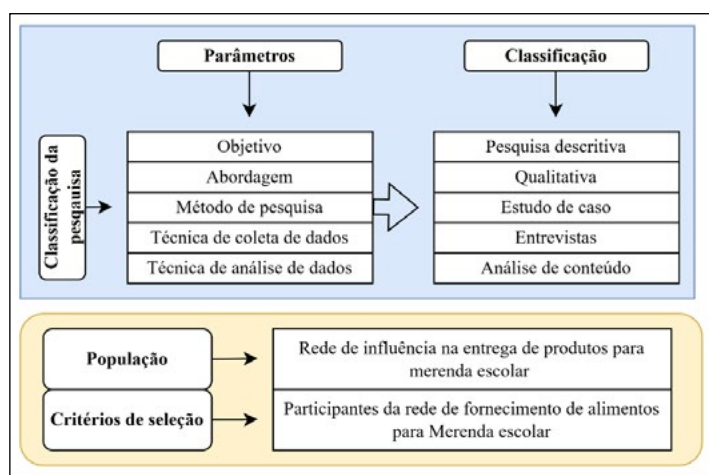 Parâmetros
Classificação
Classificação da
pesqauisa
Objetivo
Abordagem
Método de pesquisa
Técnica de coleta de dados
Técnica de análise de dados
Pesquisa descritiva
Qualitativa
Estudo de caso
Entrevistas
Análise de conteúdo
População
Rede de influência na entrega de produtos para
merenda escolar
Critérios de seleção
Participantes da rede de fornecimento de alimentos
para Merenda escolar